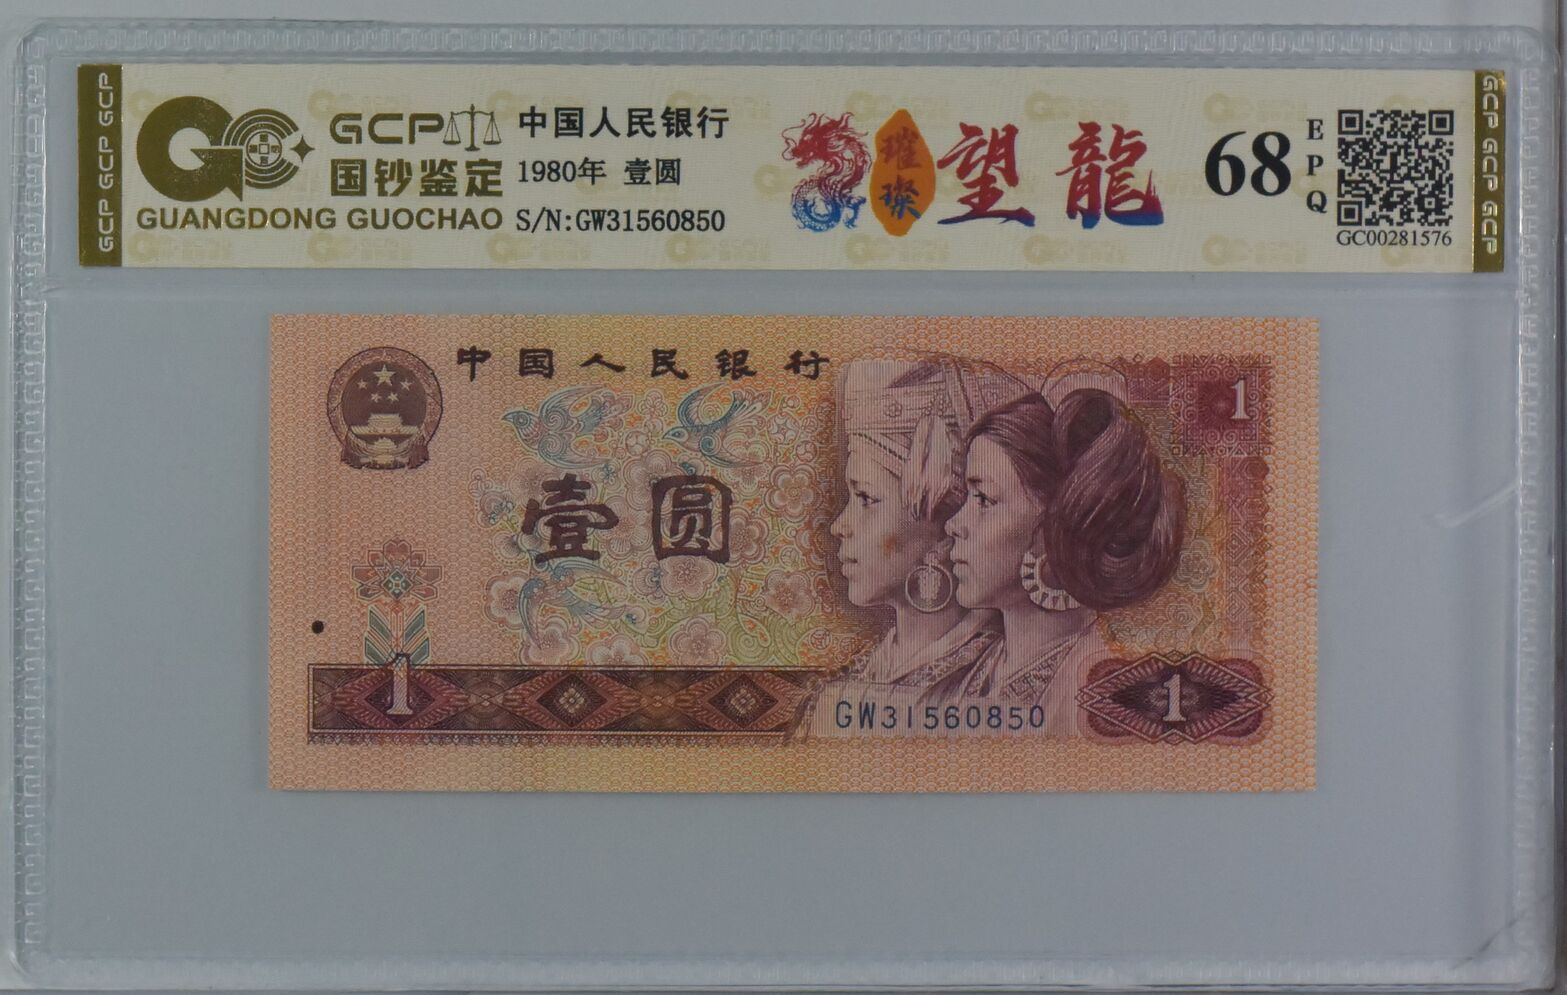 GCP GCP GCP
GCP
国钞鉴定
GUANGDONG GUOCHAO
中国人民银行
1980年 壹圆
S/N:GW31560850
璀璨
望龍
68
EPQ
GC00281576
GCP GCP GCP
中国人民银行
1
壹圆
1
GW31560850
1